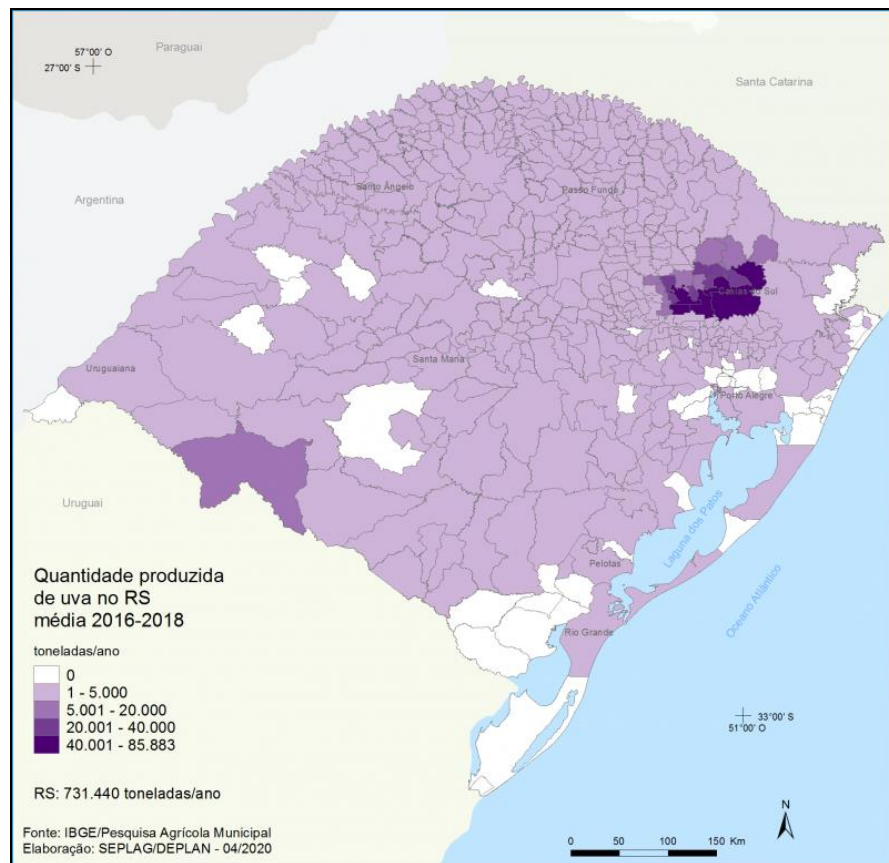 Paraguai
57°00' O
27°00' S
Santa Catarina
Argentina
Santo Ângelo
Passo Fundo
Caxias do Sul
Uruguaiana
Santa Maria
Porto Alegre
Uruguai
Laguna dos Patos
Pelotas
Oceano Atlântico
Rio Grande
Quantidade produzida
de uva no RS
média 2016-2018
toneladas/ano
0
1 - 5.000
5.001 - 20.000
20.001 - 40.000
40.001 - 85.883
33°00' S
51°00' O
RS: 731.440 toneladas/ano
N
Fonte: IBGE/Pesquisa Agrícola Municipal
Elaboração: SEPLAG/DEPLAN - 04/2020
0 50 100 150 Km